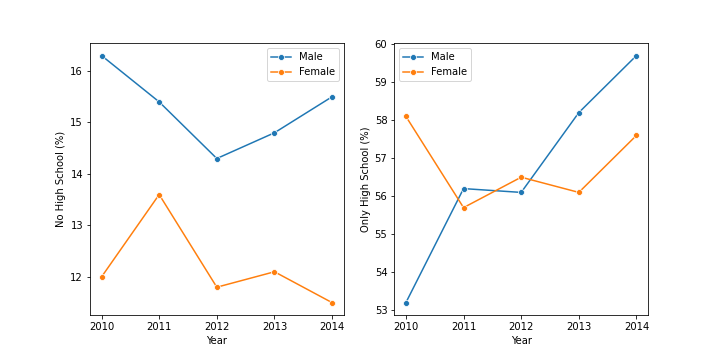 Male
Female
16
15
14
13
12
No High School (%)
2010 2011 2012 2013 2014
Year
Male
Female
60
59
58
57
56
55
54
53
Only High School (%)
2010 2011 2012 2013 2014
Year